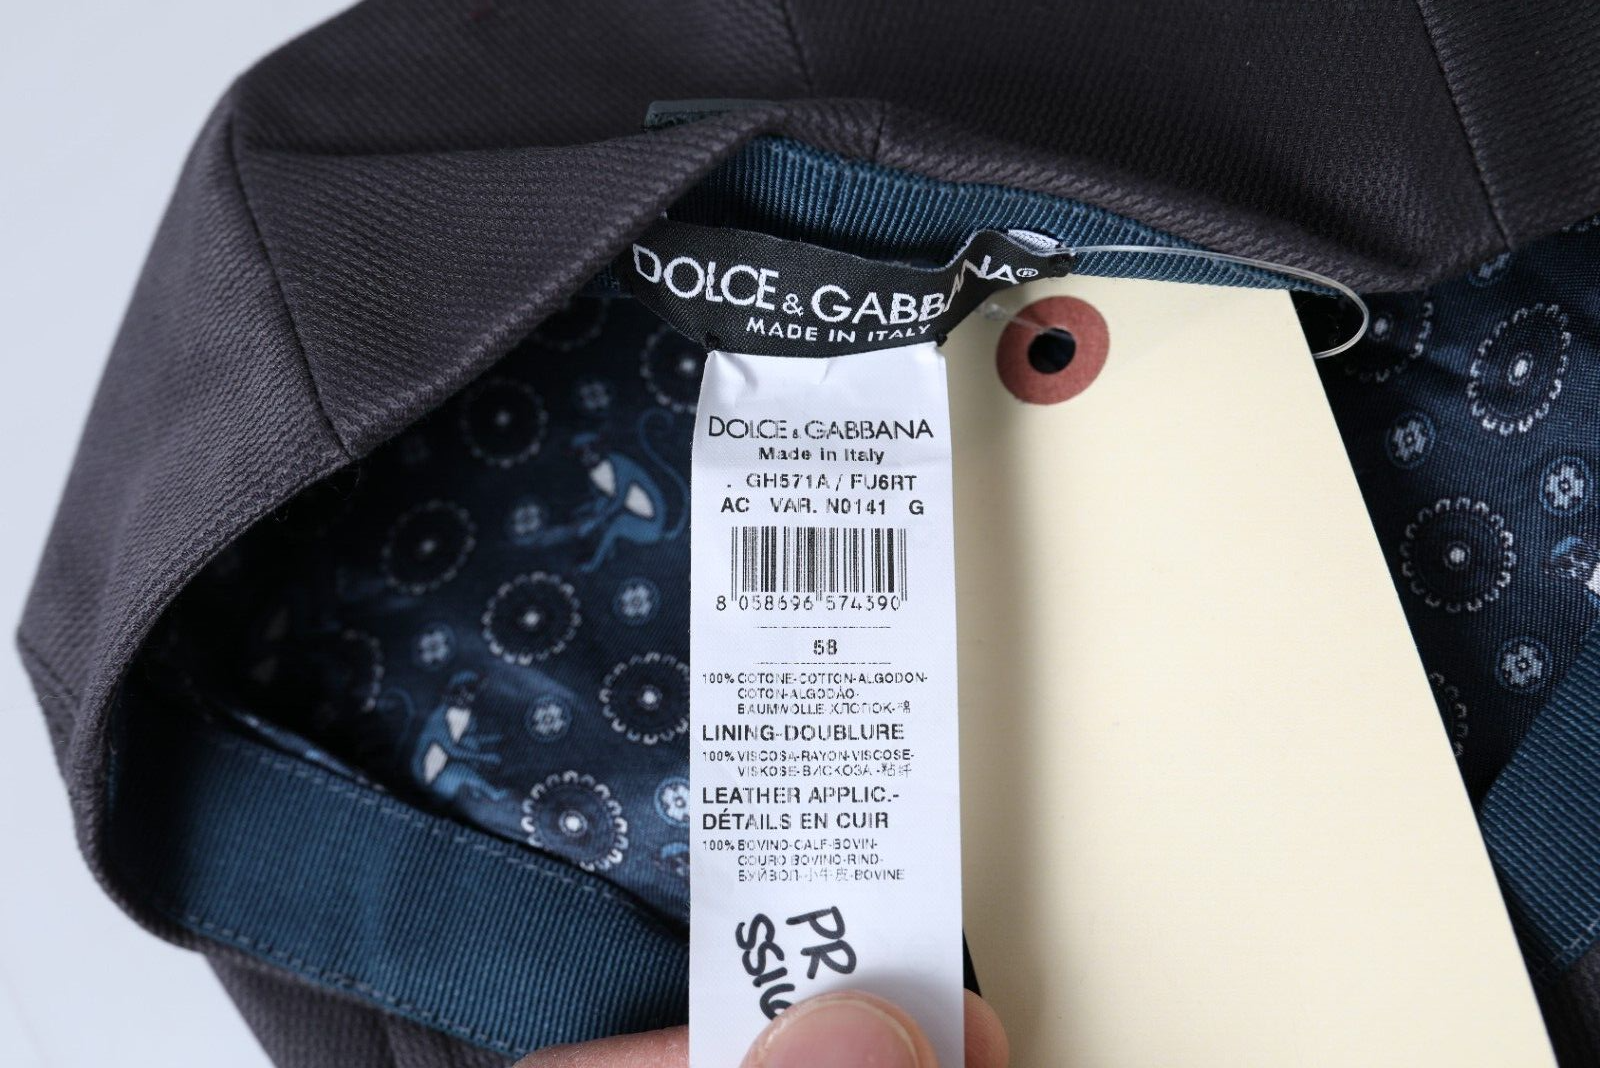 DOLCE & GABBANA®
MADE IN ITALY
DOLCE & GABBANA
Made in Italy
. GH571A / FU6RT
AC VAR. N0141 G
8 058696 574390
58
100% COTONE-COTTON-ALGODON-
COTON-ALGODÃO-
BAUMWOLLE-ХЛОПОК-棉
LINING-DOUBLURE
100% VISCOSA-RAYON-VISCOSE-
VISKOSE-ВИСКОЗА-粘纤
LEATHER APPLIC.-
DÉTAILS EN CUIR
100% BOVINO-CALF-BOVIN-
COURO BOVINO-RIND-
БУЙВОЛ-小牛皮-BOVINE
PR
SS16